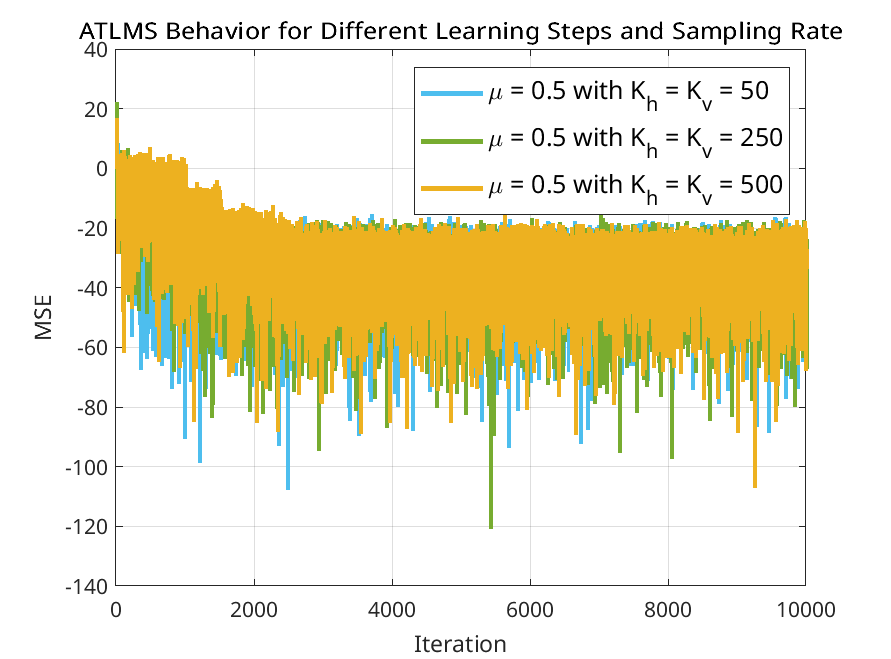 ATLMS Behavior for Different Learning Steps and Sampling Rate
40
20
0
-20
-40
-60
-80
-100
-120
-140
MSE
μ = 0.5 with K_h = K_v = 50
μ = 0.5 with K_h = K_v = 250
μ = 0.5 with K_h = K_v = 500
0 2000 4000 6000 8000 10000
Iteration